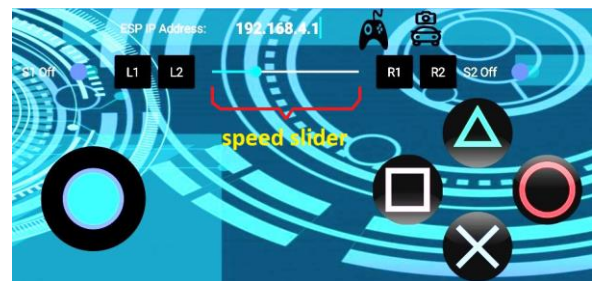 ESP IP Address: 192.168.4.1
S1 Off L1 L2 R1 R2 S2 Off
speed slider